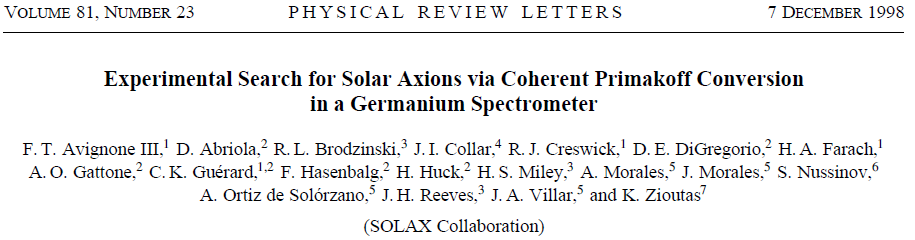 VOLUME 81, NUMBER 23 PHYSICAL REVIEW LETTERS 7 DECEMBER 1998
Experimental Search for Solar Axions via Coherent Primakoff Conversion
in a Germanium Spectrometer
F. T. Avignone III,1 D. Abriola,2 R. L. Brodzinski,3 J. I. Collar,4 R. J. Creswick,1 D. E. DiGregorio,2 H. A. Farach,1
A. O. Gattone,2 C. K. Guérard,1,2 F. Hasenbalg,2 H. Huck,2 H. S. Miley,3 A. Morales,5 J. Morales,5 S. Nussinov,6
A. Ortiz de Solórzano,5 J. H. Reeves,3 J. A. Villar,5 and K. Zioutas7
(SOLAX Collaboration)